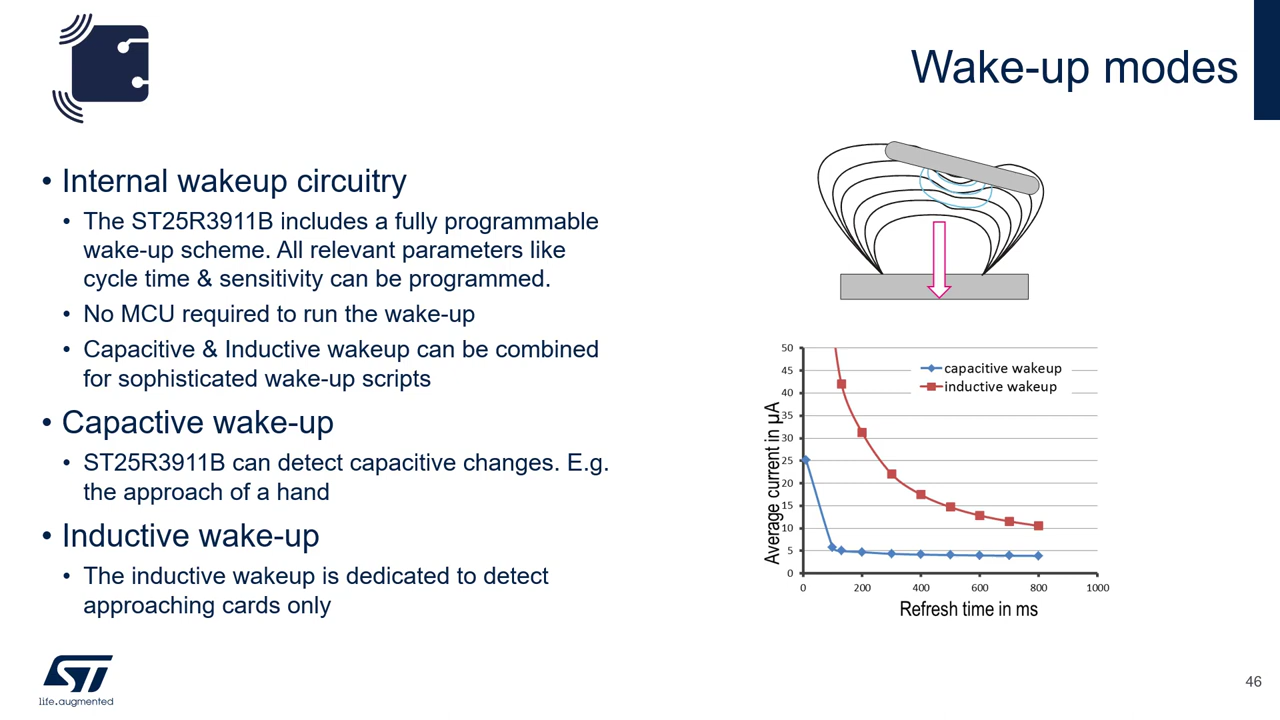 Wake-up modes
• Internal wakeup circuitry
• The ST25R3911B includes a fully programmable
wake-up scheme. All relevant parameters like
cycle time & sensitivity can be programmed.
• No MCU required to run the wake-up
• Capacitive & Inductive wakeup can be combined
for sophisticated wake-up scripts
• Capactive wake-up
• ST25R3911B can detect capacitive changes. E.g.
the approach of a hand
• Inductive wake-up
• The inductive wakeup is dedicated to detect
approaching cards only
50
45
40
35
30
25
20
15
10
5
0
Average current in µA
capacitive wakeup
inductive wakeup
0 200 400 600 800 1000
Refresh time in ms
ST
life.augmented
46